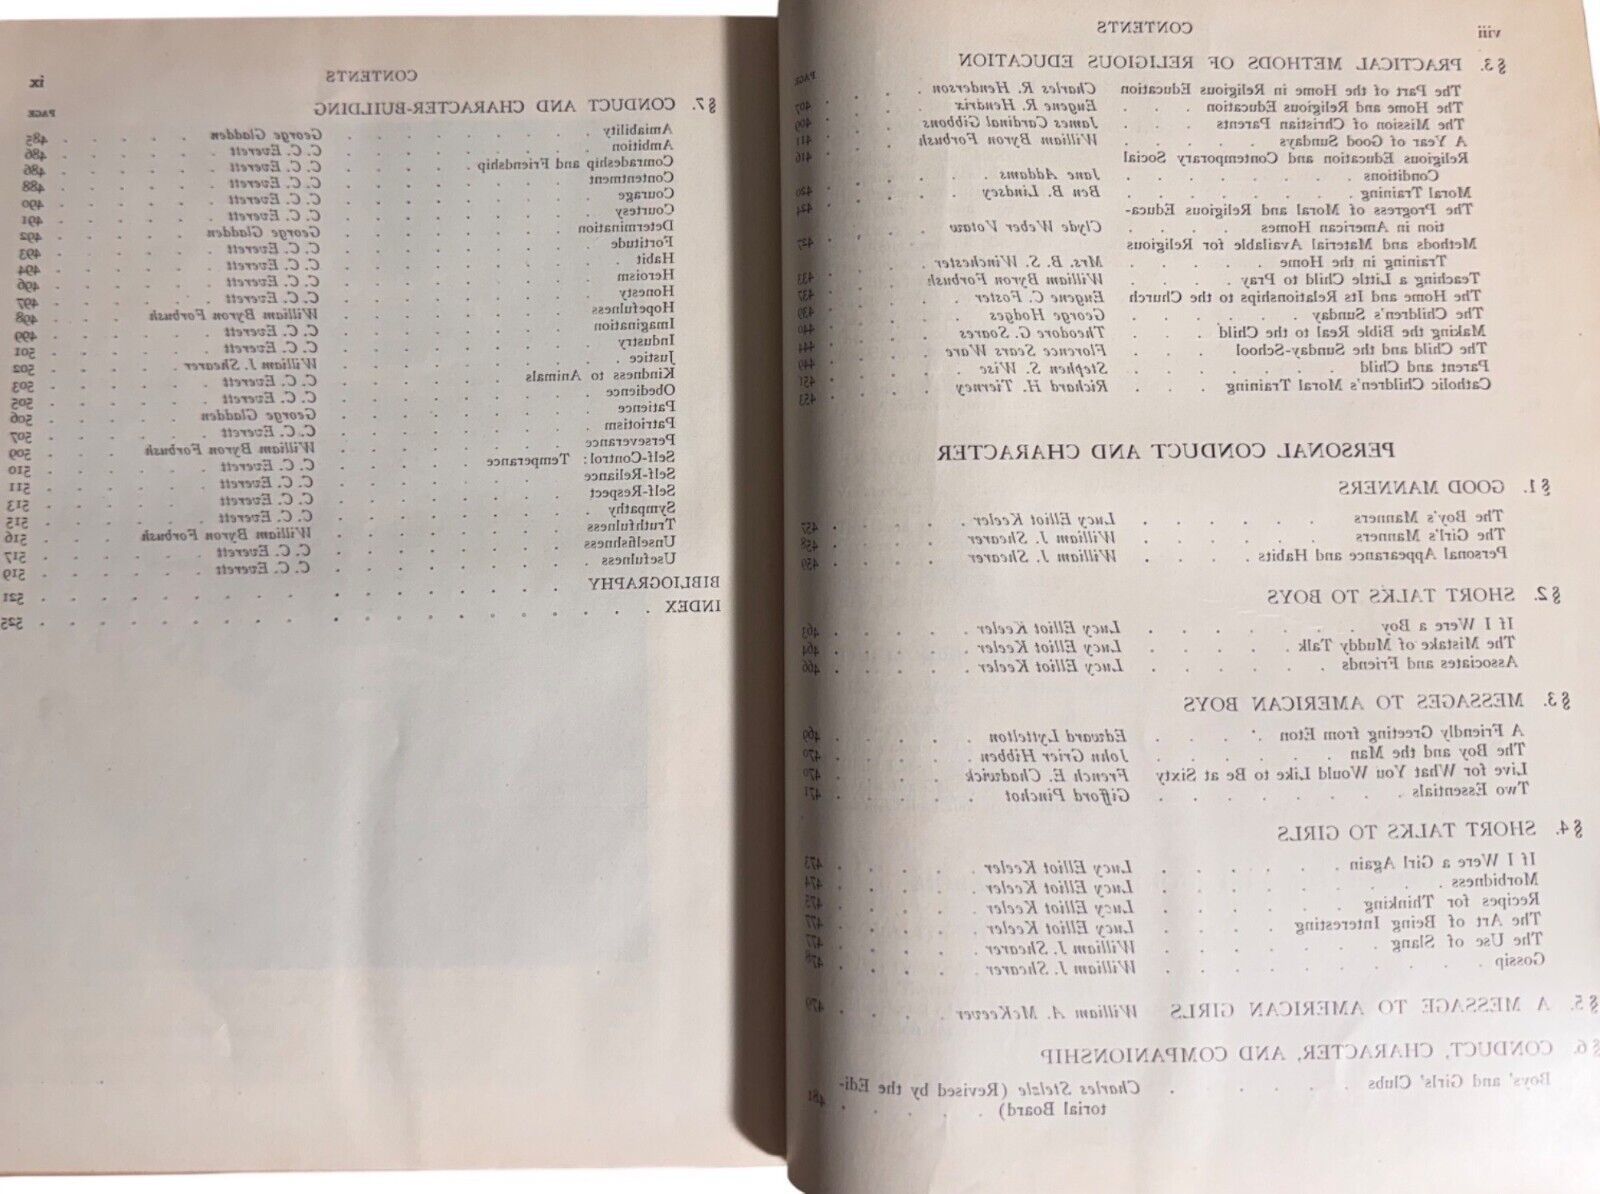 viii CONTENTS
§ 3. PRACTICAL METHODS OF RELIGIOUS EDUCATION
PAGE
The Part of the Home in Religious Education Charles R. Henderson . . . 407
The Home and Religious Education . . . Eugene R. Hendrix . . . 409
The Mission of Christian Parents . . . . James Cardinal Gibbons . . 411
A Year of Good Sundays . . . . . William Byron Forbush . . 416
Religious Education and Contemporary Social
Conditions . . . . . . . Jane Addams . . . . . 420
Moral Training . . . . . . . Ben B. Lindsey . . . . 424
The Progress of Moral and Religious Educa-
tion in American Homes . . . . Clyde Weber Votaw . . . 427
Methods and Material Available for Religious
Training in the Home . . . . . Mrs. B. S. Winchester . . . 433
Teaching a Little Child to Pray . . . . William Byron Forbush . . 437
The Home and Its Relationships to the Church Eugene C. Foster . . . . 439
The Children's Sunday . . . . . George Hodges . . . . 440
Making the Bible Real to the Child . . . Theodore G. Soares . . . 444
The Child and the Sunday-School . . . Florence Sears Ware . . . 449
Parent and Child . . . . . . Stephen S. Wise . . . . 451
Catholic Children's Moral Training . . . Richard H. Tierney . . . 453
PERSONAL CONDUCT AND CHARACTER
§ 1. GOOD MANNERS
The Boy's Manners . . . . . Lucy Elliot Keeler . . . . 457
The Girl's Manners . . . . . William J. Shearer . . . . 458
Personal Appearance and Habits . . . . William J. Shearer . . . . 459
§ 2. SHORT TALKS TO BOYS
If I Were a Boy . . . . . . Lucy Elliot Keeler . . . . 463
The Mistake of Muddy Talk . . . . Lucy Elliot Keeler . . . . 464
Associates and Friends . . . . . Lucy Elliot Keeler . . . . 466
§ 3. MESSAGES TO AMERICAN BOYS
A Friendly Greeting from Eton . . . . Edward Lyttelton . . . . 469
The Boy and the Man . . . . . John Grier Hibben . . . . 470
Live for What You Would Like to Be at Sixty French E. Chadwick . . . 470
Two Essentials . . . . . . . Gifford Pinchot . . . . 471
§ 4. SHORT TALKS TO GIRLS
If I Were a Girl Again . . . . . Lucy Elliot Keeler . . . . 473
Morbidness . . . . . . . Lucy Elliot Keeler . . . . 474
Recipes for Thinking . . . . . Lucy Elliot Keeler . . . . 475
The Art of Being Interesting . . . . Lucy Elliot Keeler . . . . 477
The Use of Slang . . . . . . William J. Shearer . . . . 477
Gossip . . . . . . . . William J. Shearer . . . . 478
§ 5. A MESSAGE TO AMERICAN GIRLS William A. McKeever . . . 479
§ 6. CONDUCT, CHARACTER, AND COMPANIONSHIP
Boys' and Girls' Clubs . . . . . Charles Stelzle (Revised by the Edi-
torial Board) . . . . 481
CONTENTS ix
PAGE
§ 7. CONDUCT AND CHARACTER-BUILDING
Amiability . . . . . . . George Gladden . . . . 485
Ambition . . . . . . . C. C. Everett . . . . 486
Comradeship and Friendship . . . . C. C. Everett . . . . 486
Contentment . . . . . . C. C. Everett . . . . 488
Courage . . . . . . . C. C. Everett . . . . 490
Courtesy . . . . . . . C. C. Everett . . . . 491
Determination . . . . . . George Gladden . . . . 492
Fortitude . . . . . . . C. C. Everett . . . . 493
Habit . . . . . . . . C. C. Everett . . . . 494
Heroism . . . . . . . C. C. Everett . . . . 496
Honesty . . . . . . . C. C. Everett . . . . 497
Hopefulness . . . . . . William Byron Forbush . . 498
Imagination . . . . . . C. C. Everett . . . . 499
Industry . . . . . . . C. C. Everett . . . . 501
Justice . . . . . . . William J. Shearer . . . . 502
Kindness to Animals . . . . . C. C. Everett . . . . 503
Obedience . . . . . . . C. C. Everett . . . . 505
Patience . . . . . . . George Gladden . . . . 506
Patriotism . . . . . . . C. C. Everett . . . . 507
Perseverance . . . . . . William Byron Forbush . . 509
Self-Control: Temperance . . . . C. C. Everett . . . . 510
Self-Reliance . . . . . . C. C. Everett . . . . 511
Self-Respect . . . . . . C. C. Everett . . . . 513
Sympathy . . . . . . . C. C. Everett . . . . 515
Truthfulness . . . . . . William Byron Forbush . . 516
Unselfishness . . . . . . C. C. Everett . . . . 517
Usefulness . . . . . . . C. C. Everett . . . . 519
BIBLIOGRAPHY . . . . . . . . . . . . 521
INDEX . . . . . . . . . . . . . . 525